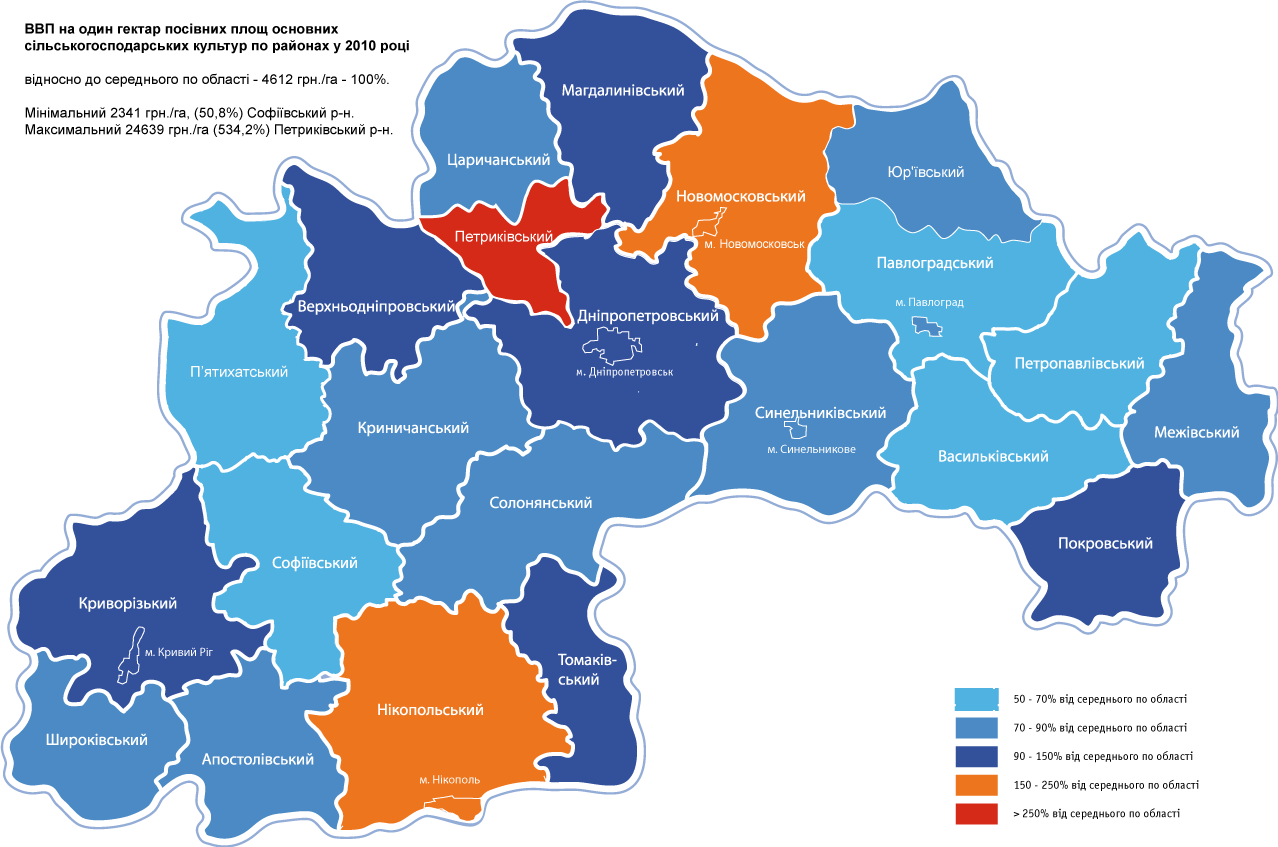 ВВП на один гектар посівних площ основних
сільськогосподарських культур по районах у 2010 році
відносно до середнього по області - 4612 грн./га - 100%.
Мінімальний 2341 грн./га, (50,8%) Софіївський р-н.
Максимальний 24639 грн./га (534,2%) Петриківський р-н.
Магдалинівський
Царичанський
Юр'ївський
Новомосковський
Петриківський
м. Новомосковськ
Павлоградський
м. Павлоград
Верхньодніпровський
Дніпропетровський
м. Дніпропетровськ
П'ятихатський
Петропавлівський
Синельниківський
Криничанський
Межівський
м. Синельникове
Васильківський
Солонянський
Покровський
Софіївський
Криворізький
м. Кривий Ріг
Томаків-
ський
Нікопольський
Широківський
Апостолівський
м. Нікополь
50 - 70% від середнього по області
70 - 90% від середнього по області
90 - 150% від середнього по області
150 - 250% від середнього по області
> 250% від середнього по області